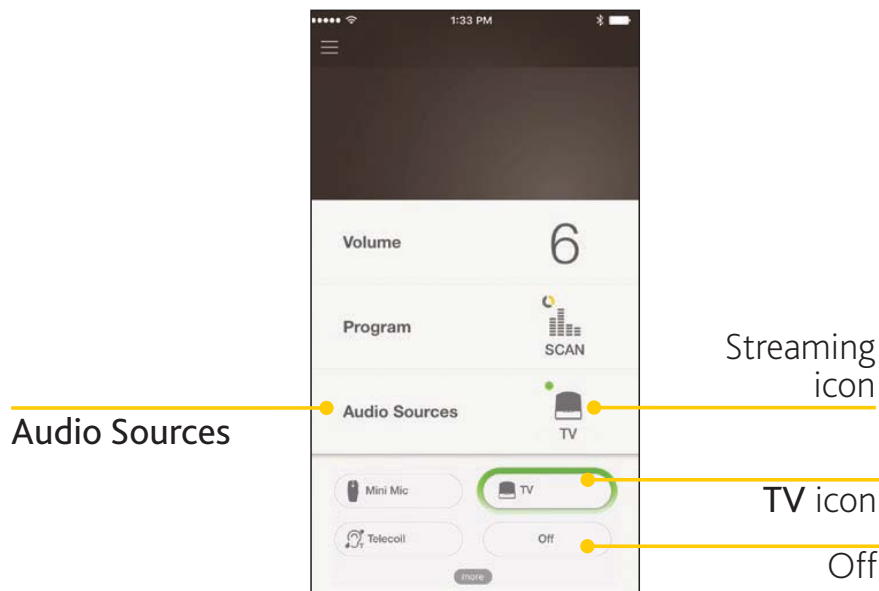 1:33 PM
Volume
6
Program
SCAN
Streaming
icon
Audio Sources
Audio Sources
TV
Mini Mic
TV
TV icon
Telecoil
Off
Off
more